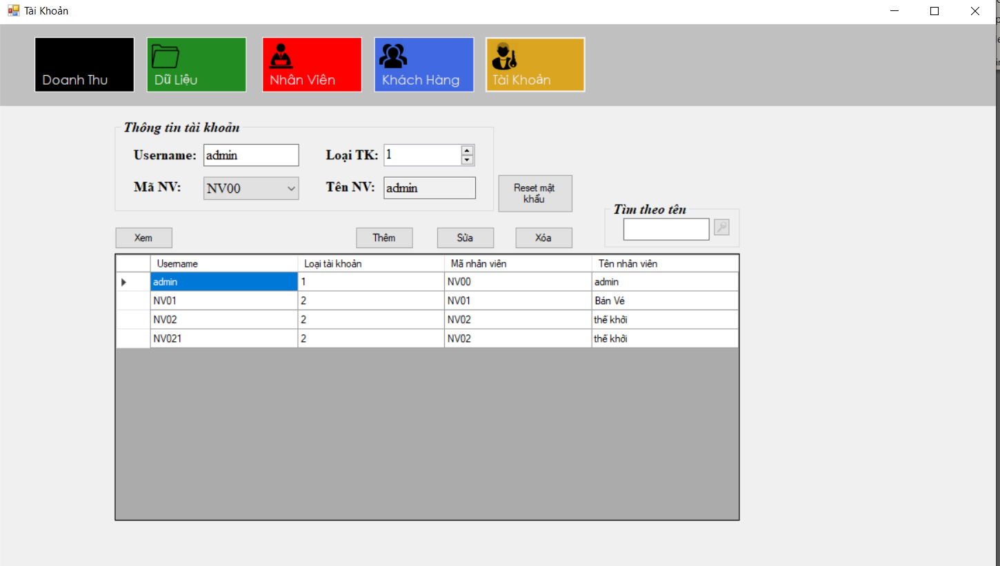 Tài Khoản
Doanh Thu
Dữ Liệu
Nhân Viên
Khách Hàng
Tài Khoản
Thông tin tài khoản
Username: admin
Loại TK: 1
Mã NV: NV00
Tên NV: admin
Reset mật
khẩu
Tìm theo tên
Xem
Thêm
Sửa
Xóa
Username Loại tài khoản Mã nhân viên Tên nhân viên
admin 1 NV00 admin
NV01 2 NV01 Bán Vé
NV02 2 NV02 thế khởi
NV021 2 NV02 thế khởi